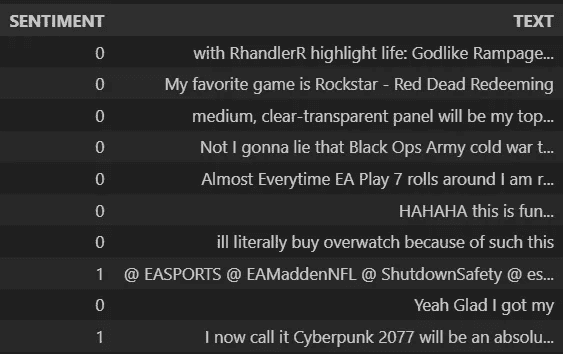 SENTIMENT TEXT
0 with RhandlerR highlight life: Godlike Rampage...
0 My favorite game is Rockstar - Red Dead Redeeming
0 medium, clear-transparent panel will be my top...
0 Not I gonna lie that Black Ops Army cold war t...
0 Almost Everytime EA Play 7 rolls around I am r...
0 HAHAHA this is fun...
0 ill literally buy overwatch because of such this
1 @ EASPORTS @ EAMaddenNFL @ ShutdownSafety @ es...
0 Yeah Glad I got my
1 I now call it Cyberpunk 2077 will be an absolu...